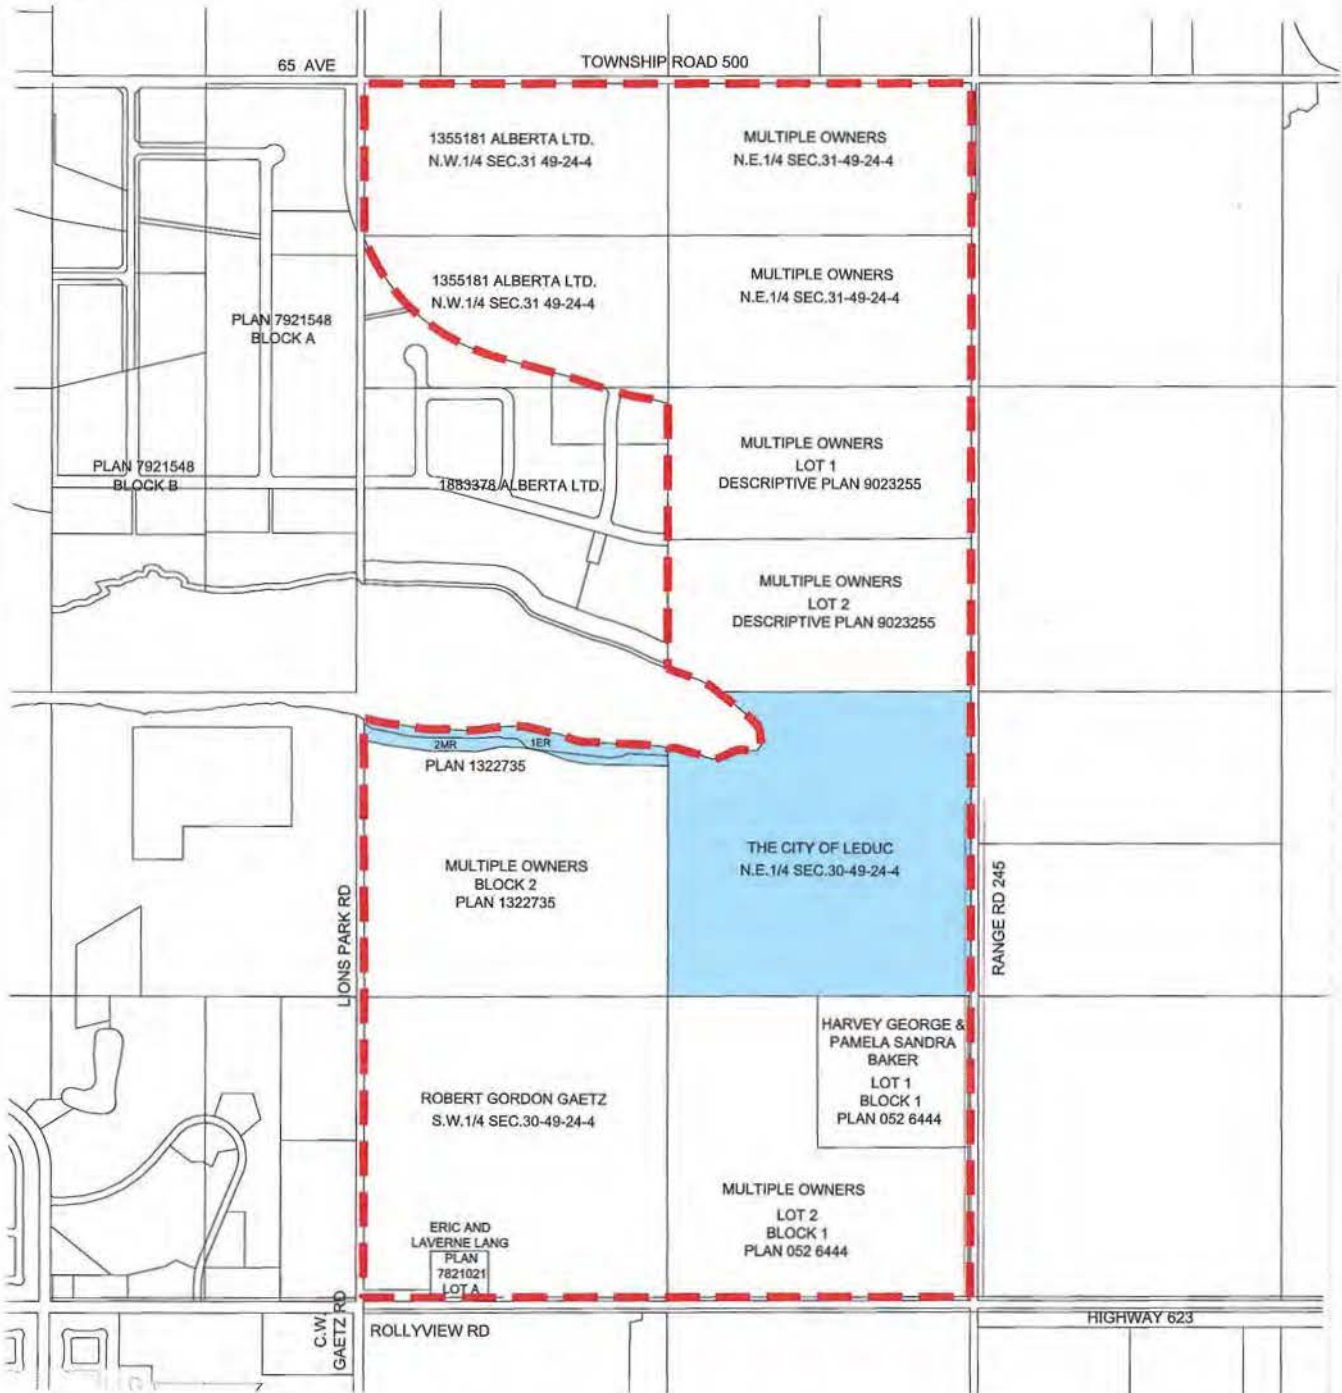 65 AVE
TOWNSHIP ROAD 500
1355181 ALBERTA LTD.
N.W.1/4 SEC.31 49-24-4
MULTIPLE OWNERS
N.E.1/4 SEC.31-49-24-4
1355181 ALBERTA LTD.
N.W.1/4 SEC.31 49-24-4
MULTIPLE OWNERS
N.E.1/4 SEC.31-49-24-4
PLAN 7921548
BLOCK A
PLAN 7921548
BLOCK B
1883378 ALBERTA LTD.
MULTIPLE OWNERS
LOT 1
DESCRIPTIVE PLAN 9023255
MULTIPLE OWNERS
LOT 2
DESCRIPTIVE PLAN 9023255
2MR
1ER
PLAN 1322735
MULTIPLE OWNERS
BLOCK 2
PLAN 1322735
THE CITY OF LEDUC
N.E.1/4 SEC.30-49-24-4
LIONS PARK RD
RANGE RD 245
HARVEY GEORGE &
PAMELA SANDRA
BAKER
LOT 1
BLOCK 1
PLAN 052 6444
ROBERT GORDON GAETZ
S.W.1/4 SEC.30-49-24-4
MULTIPLE OWNERS
LOT 2
BLOCK 1
PLAN 052 6444
ERIC AND
LAVERNE LANG
PLAN
7821021
LOT A
C.W.
GAETZ RD
ROLLYVIEW RD
HIGHWAY 623